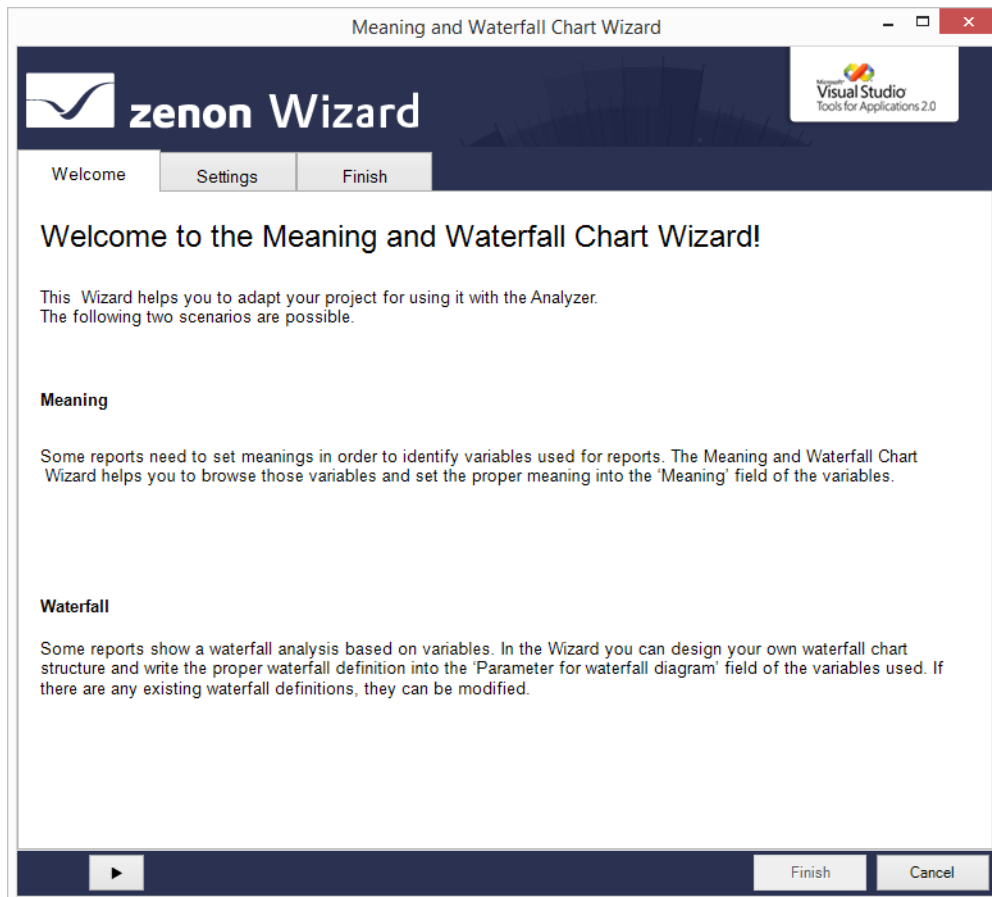 Meaning and Waterfall Chart Wizard
zenon Wizard
Microsoft
Visual Studio
Tools for Applications 2.0
Welcome
Settings
Finish
Welcome to the Meaning and Waterfall Chart Wizard!
This  Wizard helps you to adapt your project for using it with the Analyzer.
The following two scenarios are possible.
Meaning
Some reports need to set meanings in order to identify variables used for reports. The Meaning and Waterfall Chart
Wizard helps you to browse those variables and set the proper meaning into the ‘Meaning’ field of the variables.
Waterfall
Some reports show a waterfall analysis based on variables. In the Wizard you can design your own waterfall chart
structure and write the proper waterfall definition into the ‘Parameter for waterfall diagram’ field of the variables used. If
there are any existing waterfall definitions, they can be modified.
Finish
Cancel